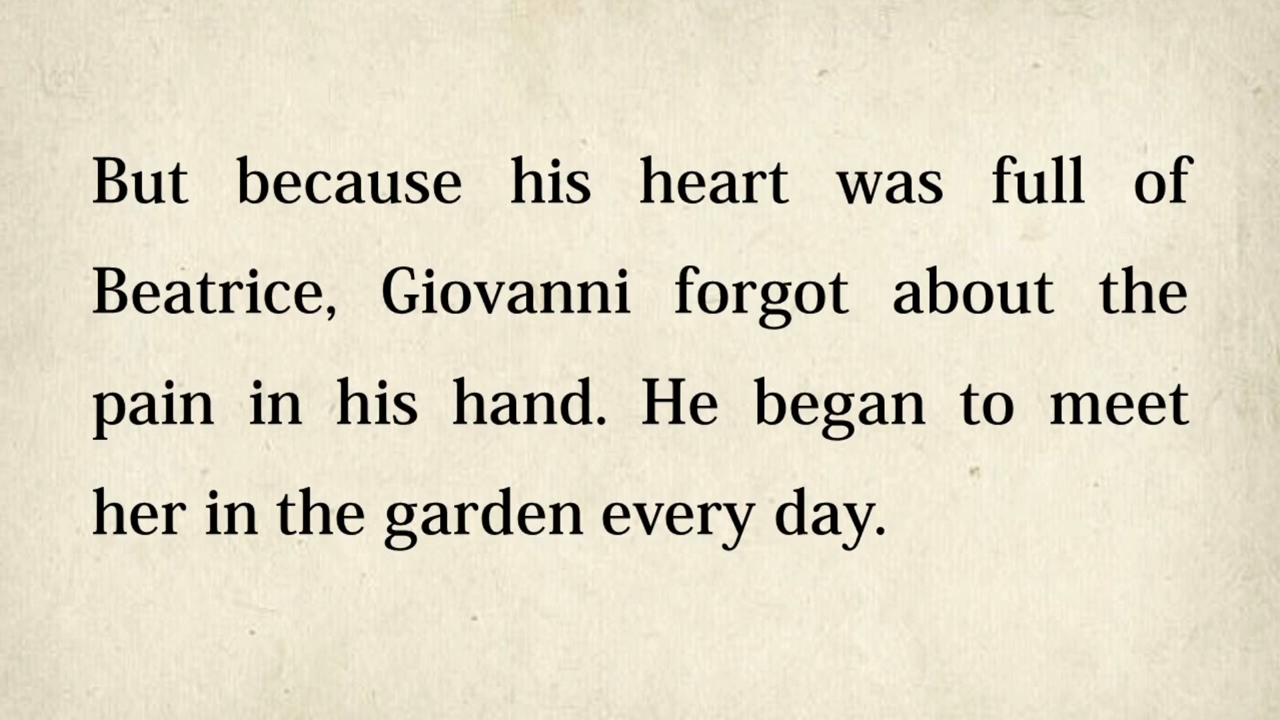 But because his heart was full of
Beatrice, Giovanni forgot about the
pain in his hand. He began to meet
her in the garden every day.